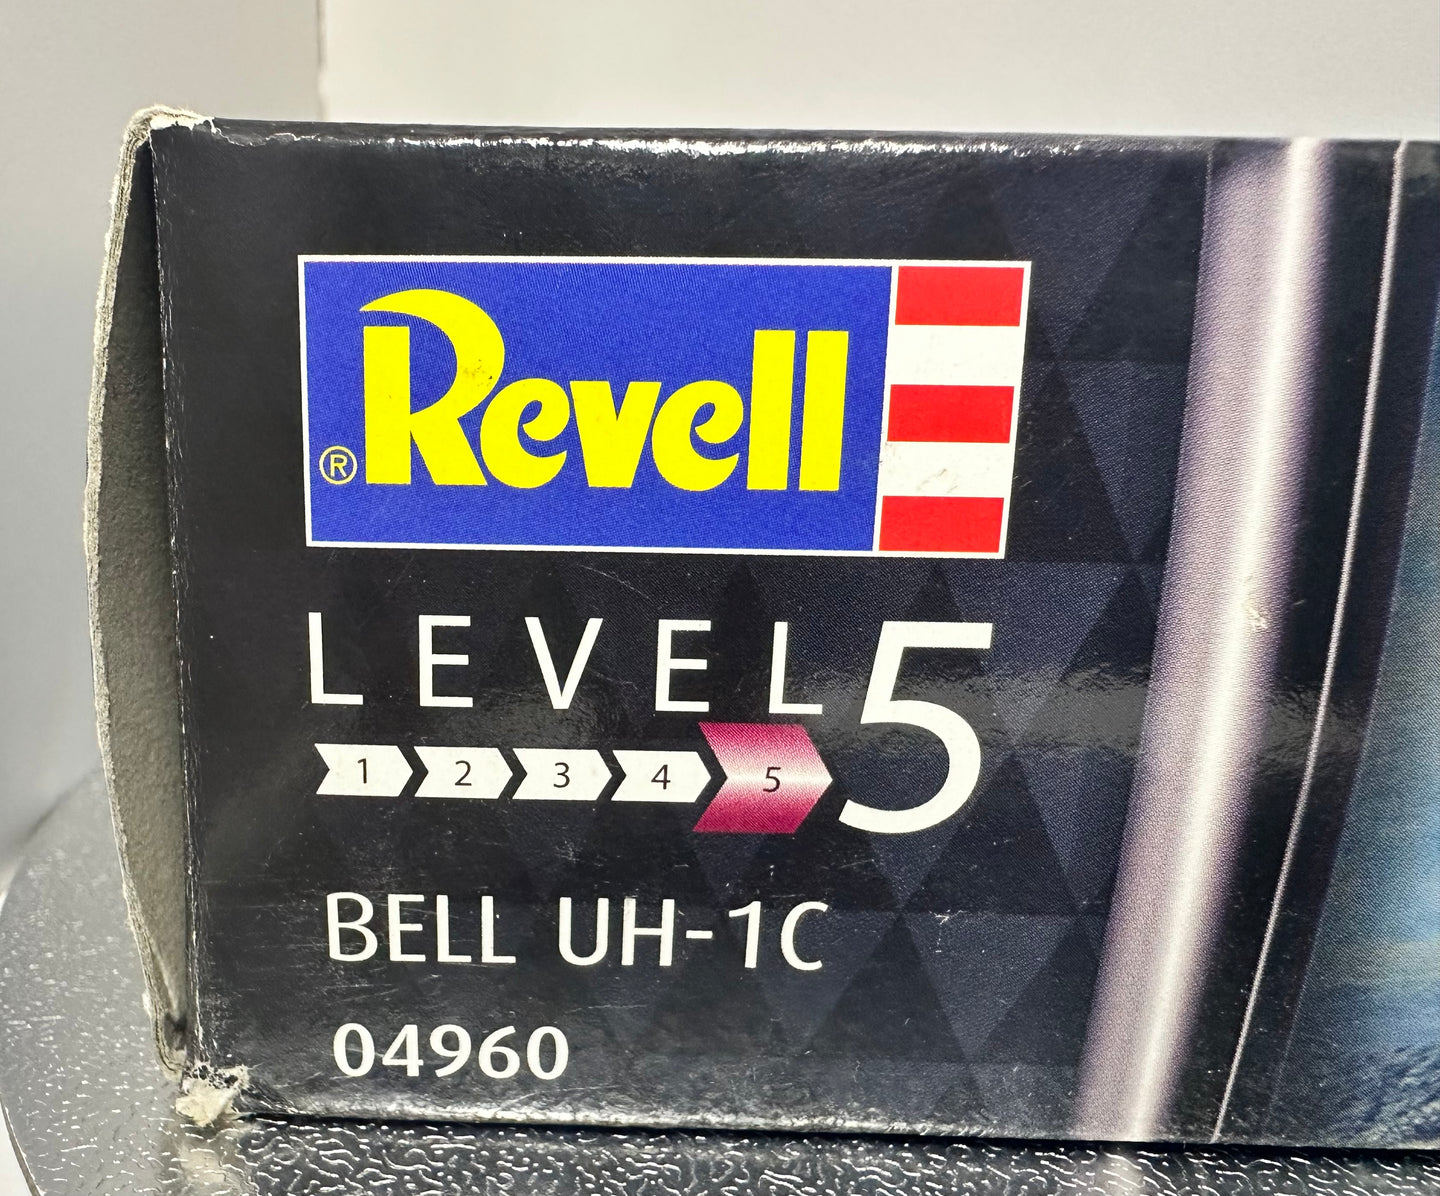 Revell
®
LEVEL 5
1 2 3 4 5
BELL UH-1C
04960